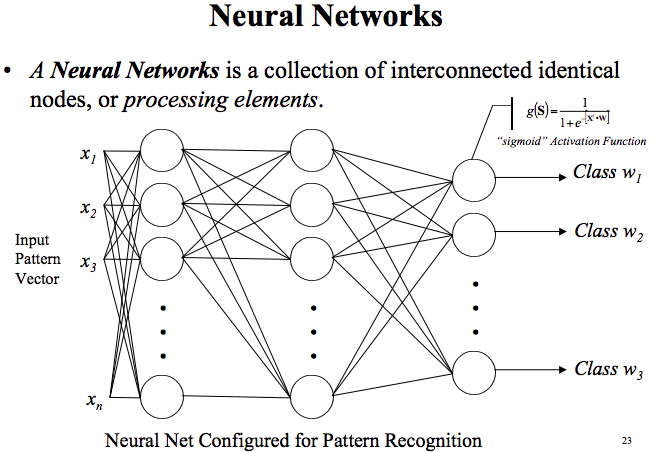 Neural Networks
• A Neural Networks is a collection of interconnected identical
nodes, or processing elements.
g(S) = 1 / 1+e^-[X'•W]
"sigmoid" Activation Function
x1
x2
Input
Pattern
Vector
x3
xn
Class w1
Class w2
Class w3
Neural Net Configured for Pattern Recognition
23